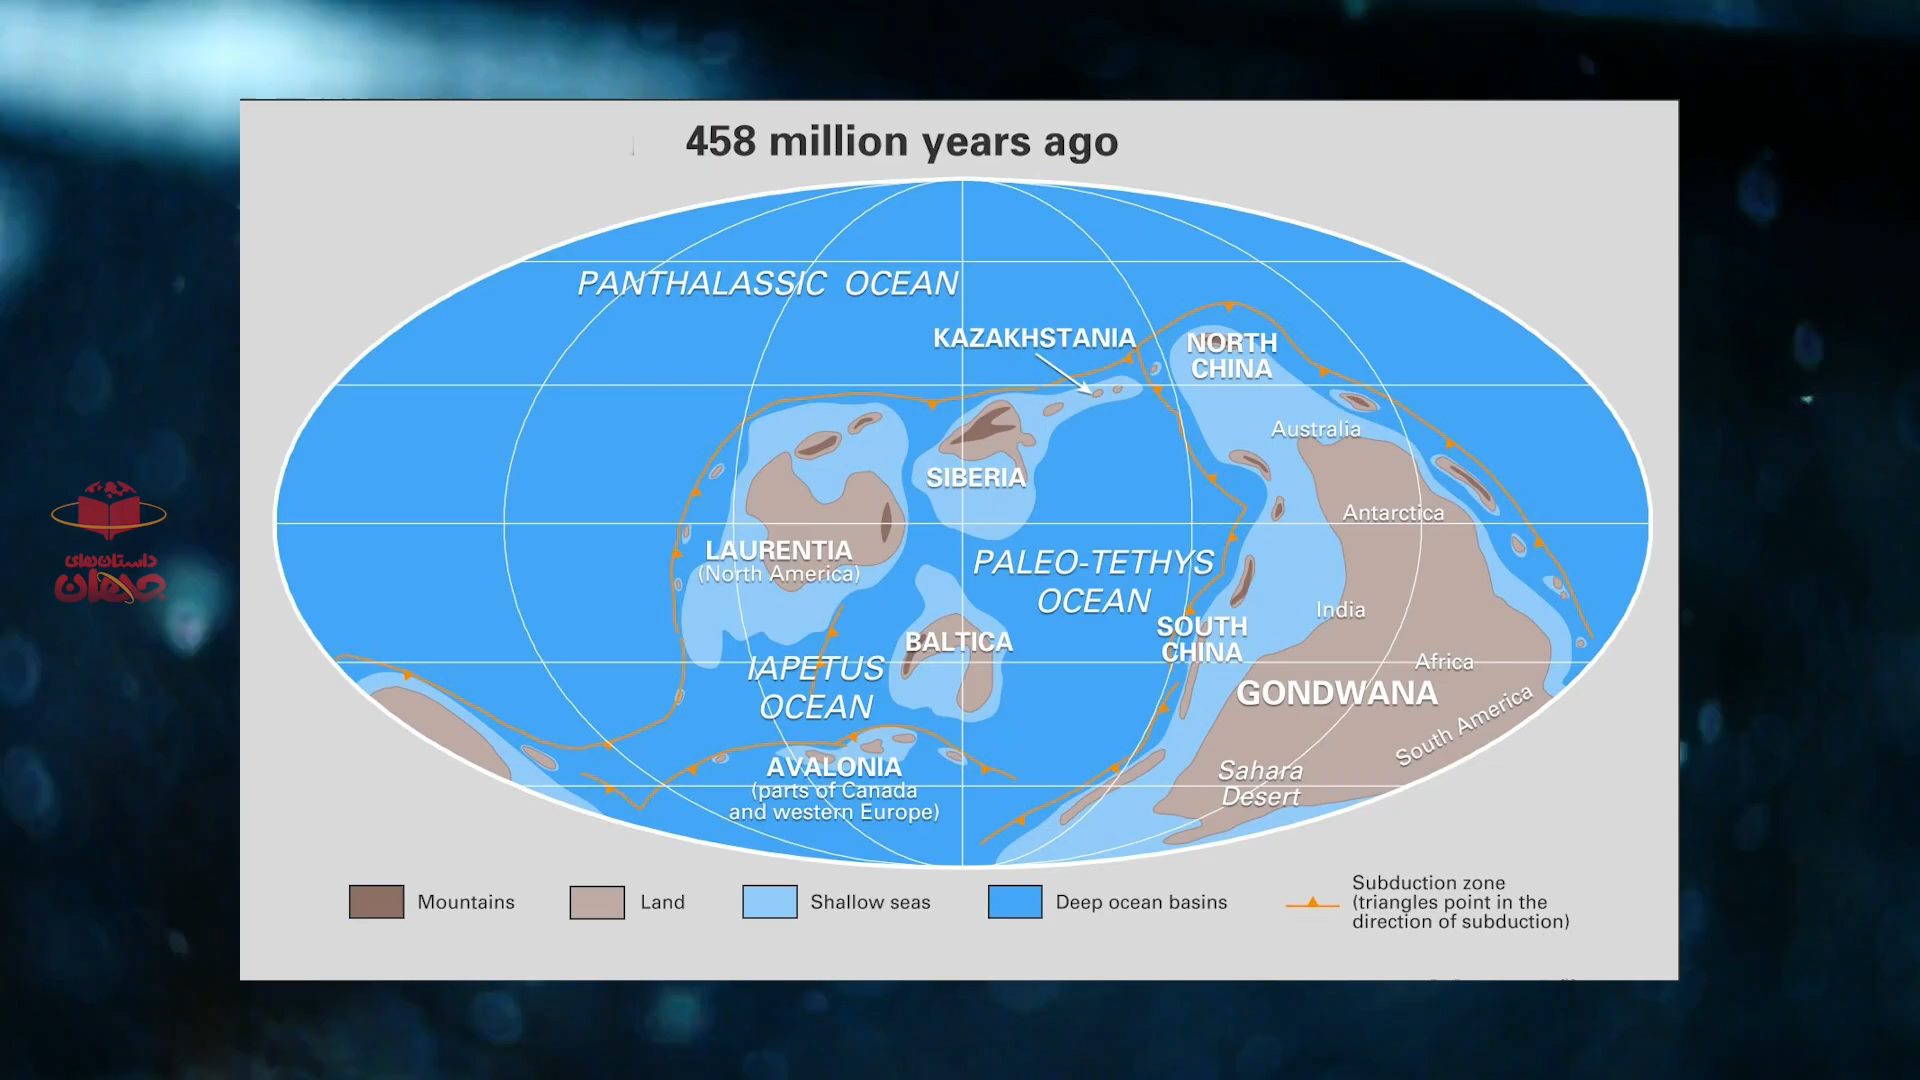 458 million years ago
PANTHALASSIC OCEAN
KAZAKHSTANIA
NORTH
CHINA
Australia
SIBERIA
Antarctica
LAURENTIA
(North America)
PALEO-TETHYS
OCEAN
India
SOUTH
CHINA
BALTICA
IAPETUS
OCEAN
Africa
GONDWANA
South America
AVALONIA
(parts of Canada
and western Europe)
Sahara
Desert
Mountains
Land
Shallow seas
Deep ocean basins
Subduction zone
(triangles point in the
direction of subduction)
داستان‌های
جهان